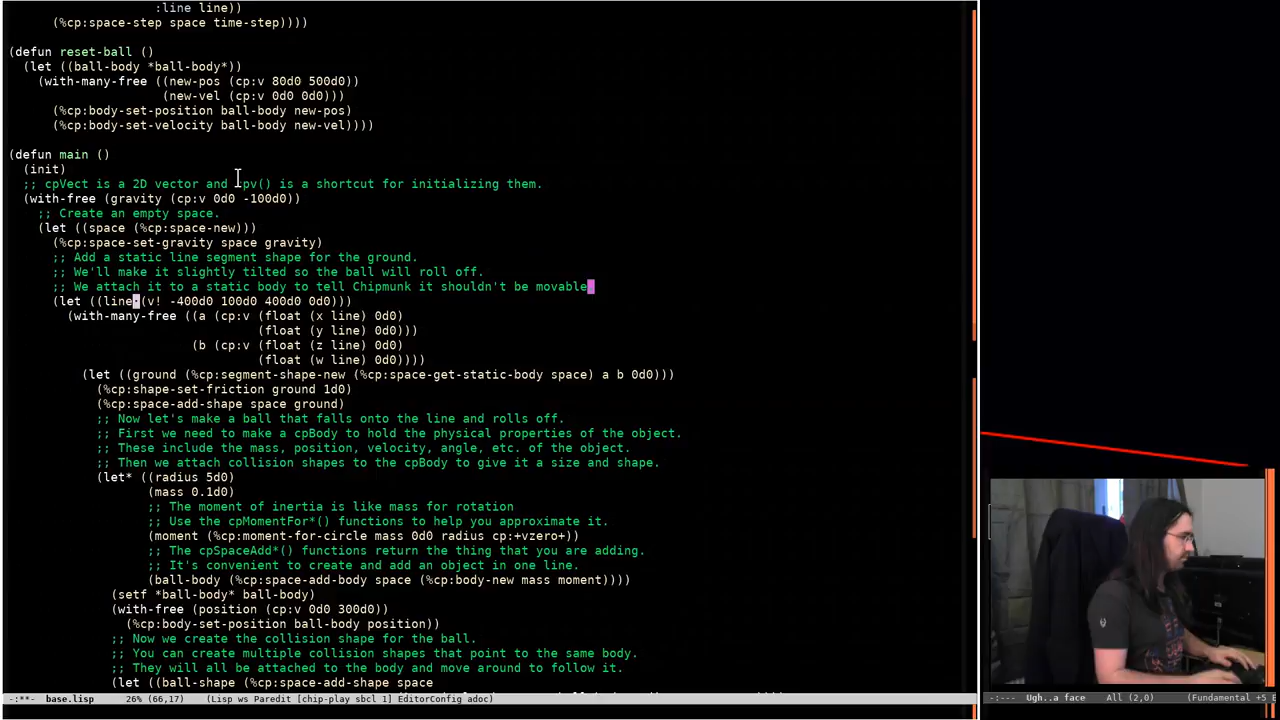 :line line))
(%cp:space-step space time-step))))
(defun reset-ball ()
(let ((ball-body *ball-body*))
(with-many-free ((new-pos (cp:v 80d0 500d0))
(new-vel (cp:v 0d0 0d0)))
(%cp:body-set-position ball-body new-pos)
(%cp:body-set-velocity ball-body new-vel))))
(defun main ()
(init)
;; cpVect is a 2D vector and cpv() is a shortcut for initializing them.
(with-free (gravity (cp:v 0d0 -100d0))
;; Create an empty space.
(let ((space (%cp:space-new)))
(%cp:space-set-gravity space gravity)
;; Add a static line segment shape for the ground.
;; We'll make it slightly tilted so the ball will roll off.
;; We attach it to a static body to tell Chipmunk it shouldn't be movable
(let ((line (v! -400d0 100d0 400d0 0d0)))
(with-many-free ((a (cp:v (float (x line) 0d0)
(float (y line) 0d0)))
(b (cp:v (float (z line) 0d0)
(float (w line) 0d0))))
(let ((ground (%cp:segment-shape-new (%cp:space-get-static-body space) a b 0d0)))
(%cp:shape-set-friction ground 1d0)
(%cp:space-add-shape space ground)
;; Now let's make a ball that falls onto the line and rolls off.
;; First we need to make a cpBody to hold the physical properties of the object.
;; These include the mass, position, velocity, angle, etc. of the object.
;; Then we attach collision shapes to the cpBody to give it a size and shape.
(let* ((radius 5d0)
(mass 0.1d0)
;; The moment of inertia is like mass for rotation
;; Use the cpMomentFor*() functions to help you approximate it.
(moment (%cp:moment-for-circle mass 0d0 radius cp:+vzero+))
;; The cpSpaceAdd*() functions return the thing that you are adding.
;; It's convenient to create and add an object in one line.
(ball-body (%cp:space-add-body space (%cp:body-new mass moment))))
(setf *ball-body* ball-body)
(with-free (position (cp:v 0d0 300d0))
(%cp:body-set-position ball-body position))
;; Now we create the collision shape for the ball.
;; You can create multiple collision shapes that point to the same body.
;; They will all be attached to the body and move around to follow it.
(let ((ball-shape (%cp:space-add-shape space
-:**- base.lisp 26% (66,17) (Lisp ws Paredit [chip-play sbcl 1] EditorConfig adoc)
-:--- Ugh..a face All (2,0) (Fundamental +5 E